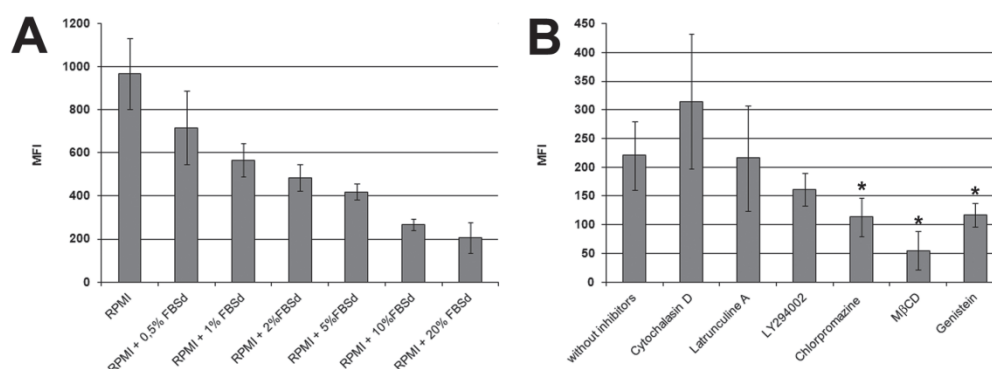 A
1200
1000
800
600
400
200
0
MFI
RPMI
RPMI + 0.5% FBSd
RPMI + 1% FBSd
RPMI + 2%FBSd
RPMI + 5%FBSd
RPMI + 10%FBSd
RPMI + 20% FBSd
B
450
400
350
300
250
200
150
100
50
0
MFI
*
*
*
without inhibitors
Cytochalasin D
Latrunculine A
LY294002
Chlorpromazine
MβCD
Genistein